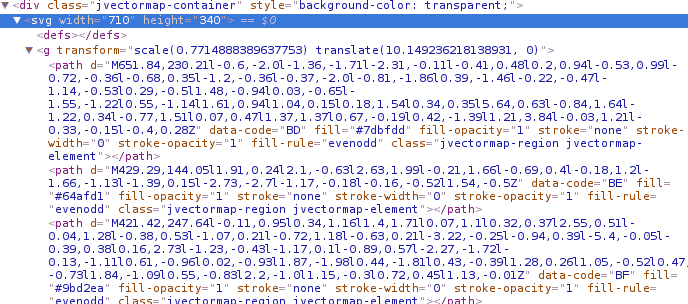 ▼<div class="jvectormap-container" style="background-color: transparent;">
▼<svg width="710" height="340"> == $0
<defs></defs>
▼<g transform="scale(0.7714888389637753) translate(10.149236218138931, 0)">
<path d="M651.84,230.21l-0.6,-2.0l-1.36,-1.71l-2.31,-0.11l-0.41,0.48l0.2,0.94l-0.53,0.99l-
0.72,-0.36l-0.68,0.35l-1.2,-0.36l-0.37,-2.0l-0.81,-1.86l0.39,-1.46l-0.22,-0.47l-
1.14,-0.53l0.29,-0.5l1.48,-0.94l0.03,-0.65l-
1.55,-1.22l0.55,-1.14l1.61,0.94l1.04,0.15l0.18,1.54l0.34,0.35l5.64,0.63l-0.84,1.64l-
1.22,0.34l-0.77,1.51l0.07,0.47l1.37,1.37l0.67,-0.19l0.42,-1.39l1.21,3.84l-0.03,1.21l-
0.33,-0.15l-0.4,0.28Z" data-code="BD" fill="#7dbfdd" fill-opacity="1" stroke="none" stroke-
width="0" stroke-opacity="1" fill-rule="evenodd" class="jvectormap-region jvectormap-
element"></path>
<path d="M429.29,144.05l1.91,0.24l2.1,-0.63l2.63,1.99l-0.21,1.66l-0.69,0.4l-0.18,1.2l-
1.66,-1.13l-1.39,0.15l-2.73,-2.7l-1.17,-0.18l-0.16,-0.52l1.54,-0.5Z" data-code="BE" fill=
"#64afd1" fill-opacity="1" stroke="none" stroke-width="0" stroke-opacity="1" fill-rule=
"evenodd" class="jvectormap-region jvectormap-element"></path>
<path d="M421.42,247.64l-0.11,0.95l0.34,1.16l1.4,1.71l0.07,1.1l0.32,0.37l2.55,0.51l-
0.04,1.28l-0.38,0.53l-1.07,0.21l-0.72,1.18l-0.63,0.21l-3.22,-0.25l-0.94,0.39l-5.4,-0.05l-
0.39,0.38l0.16,2.73l-1.23,-0.43l-1.17,0.1l-0.89,0.57l-2.27,-1.72l-
0.13,-1.11l0.61,-0.96l0.02,-0.93l1.87,-1.98l0.44,-1.81l0.43,-0.39l1.28,0.26l1.05,-0.52l0.47,
-0.73l1.84,-1.09l0.55,-0.83l2.2,-1.0l1.15,-0.3l0.72,0.45l1.13,-0.01Z" data-code="BF" fill=
"#9bd2ea" fill-opacity="1" stroke="none" stroke-width="0" stroke-opacity="1" fill-rule=
"evenodd" class="jvectormap-region jvectormap-element"></path>